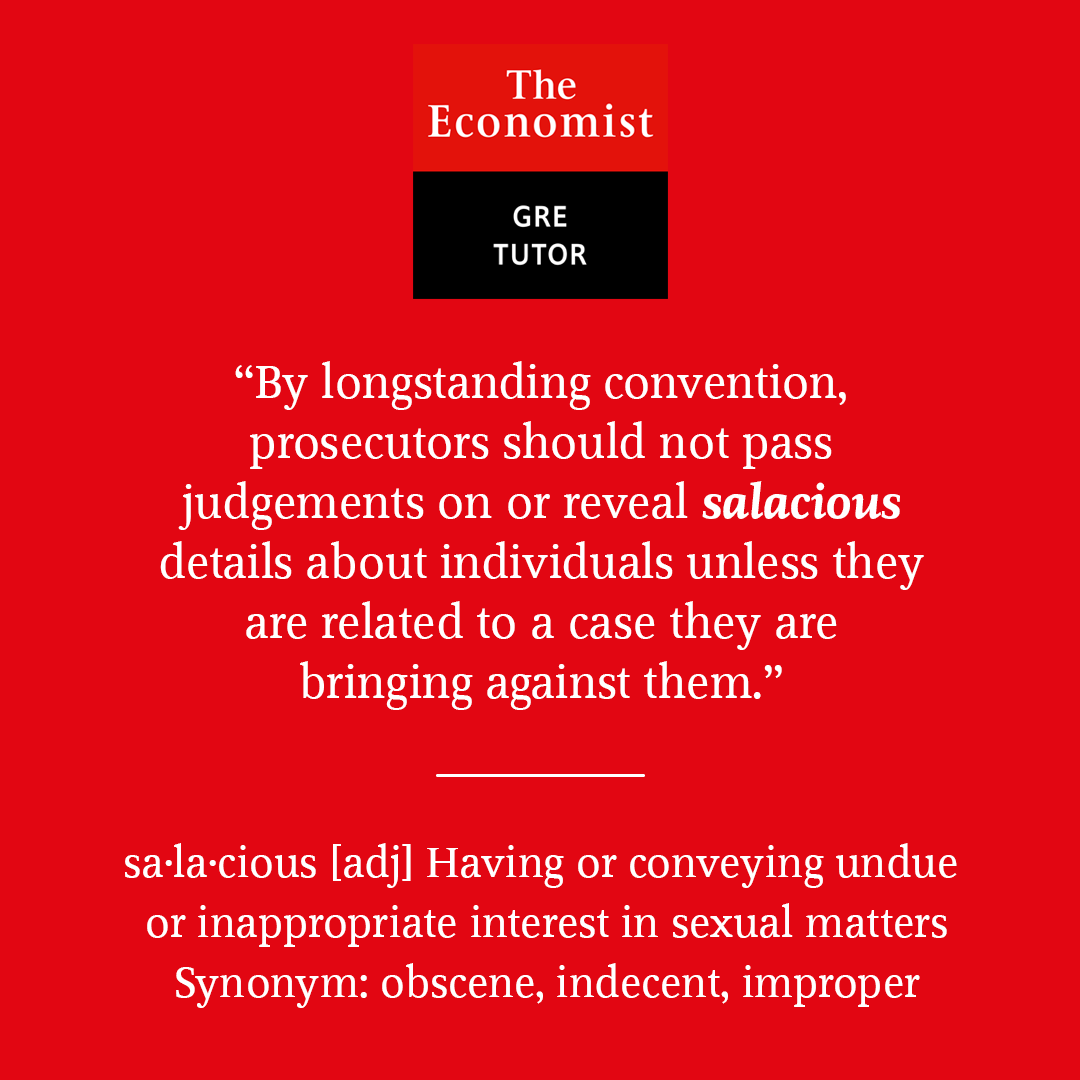 The
Economist
GRE
TUTOR
“By longstanding convention,
prosecutors should not pass
judgements on or reveal salacious
details about individuals unless they
are related to a case they are
bringing against them.”
sa·la·cious [adj] Having or conveying undue
or inappropriate interest in sexual matters
Synonym: obscene, indecent, improper